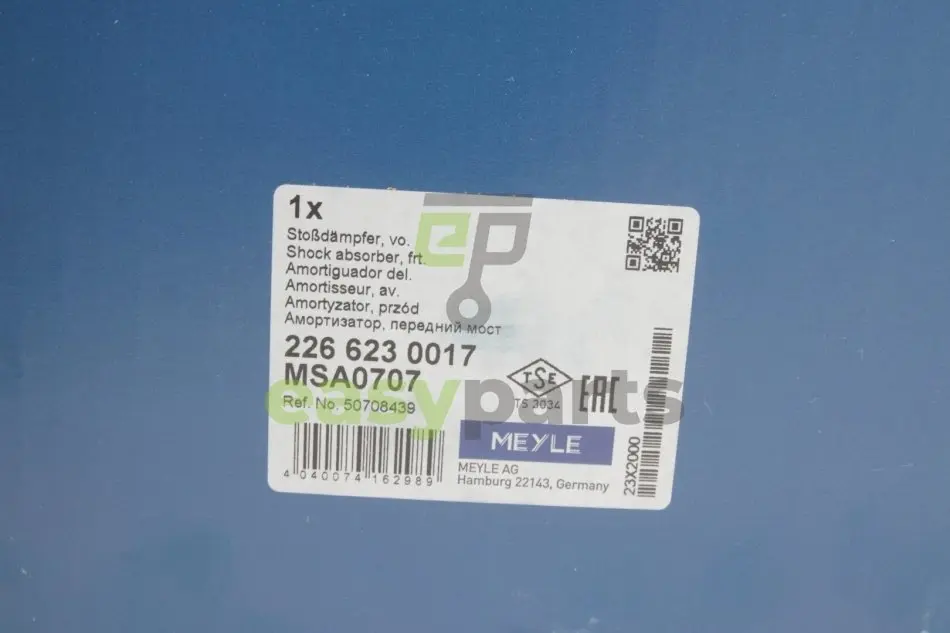 1x
Stoßdämpfer, vo.
Shock absorber, frt.
Amortiguador del.
Amortisseur, av.
Amortyzator, przód
Амортизатор, передний мост
226 623 0017
MSA0707
Ref. No. 50708439
TSE
TS 3034
EAC
easyparts
ep
4 040074 162989
MEYLE
MEYLE AG
Hamburg 22143, Germany
23X2000